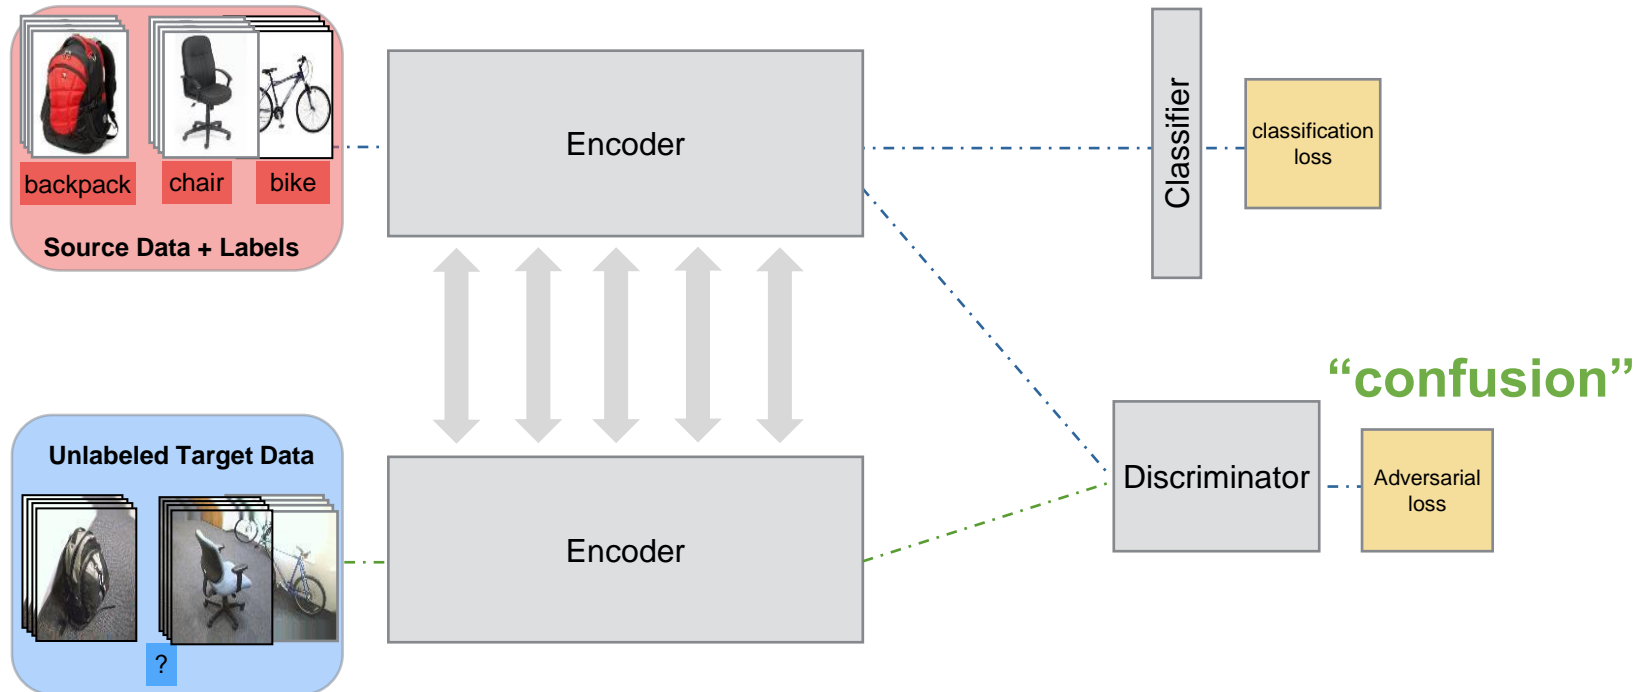 backpack
chair
bike
Source Data + Labels
Encoder
Classifier
classification
loss
“confusion”
Unlabeled Target Data
?
Encoder
Discriminator
Adversarial
loss